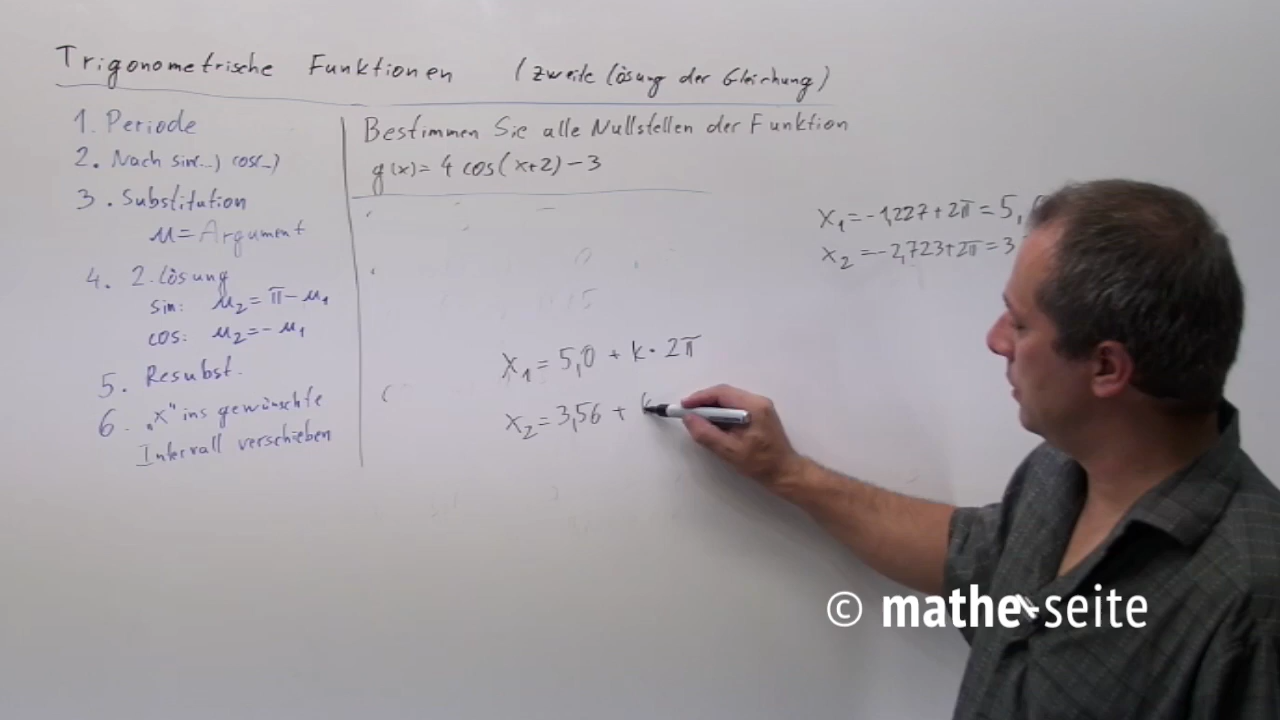 Trigonometrische Funktionen (zweite Lösung der Gleichung)
1. Periode
2. Nach sin(...) cos(...)
3. Substitution
u = Argument
4. 2. Lösung
sin: u₂ = π - u₁
cos: u₂ = - u₁
5. Resubst.
6. "x" ins gewünschte
Intervall verschieben
Bestimmen Sie alle Nullstellen der Funktion
g(x) = 4 cos(x+2) - 3
x₁ = -1,227 + 2π = 5,
x₂ = -2,723 + 2π = 3
x₁ = 5,0 + k · 2π
x₂ = 3,56 +
© mathe-seite